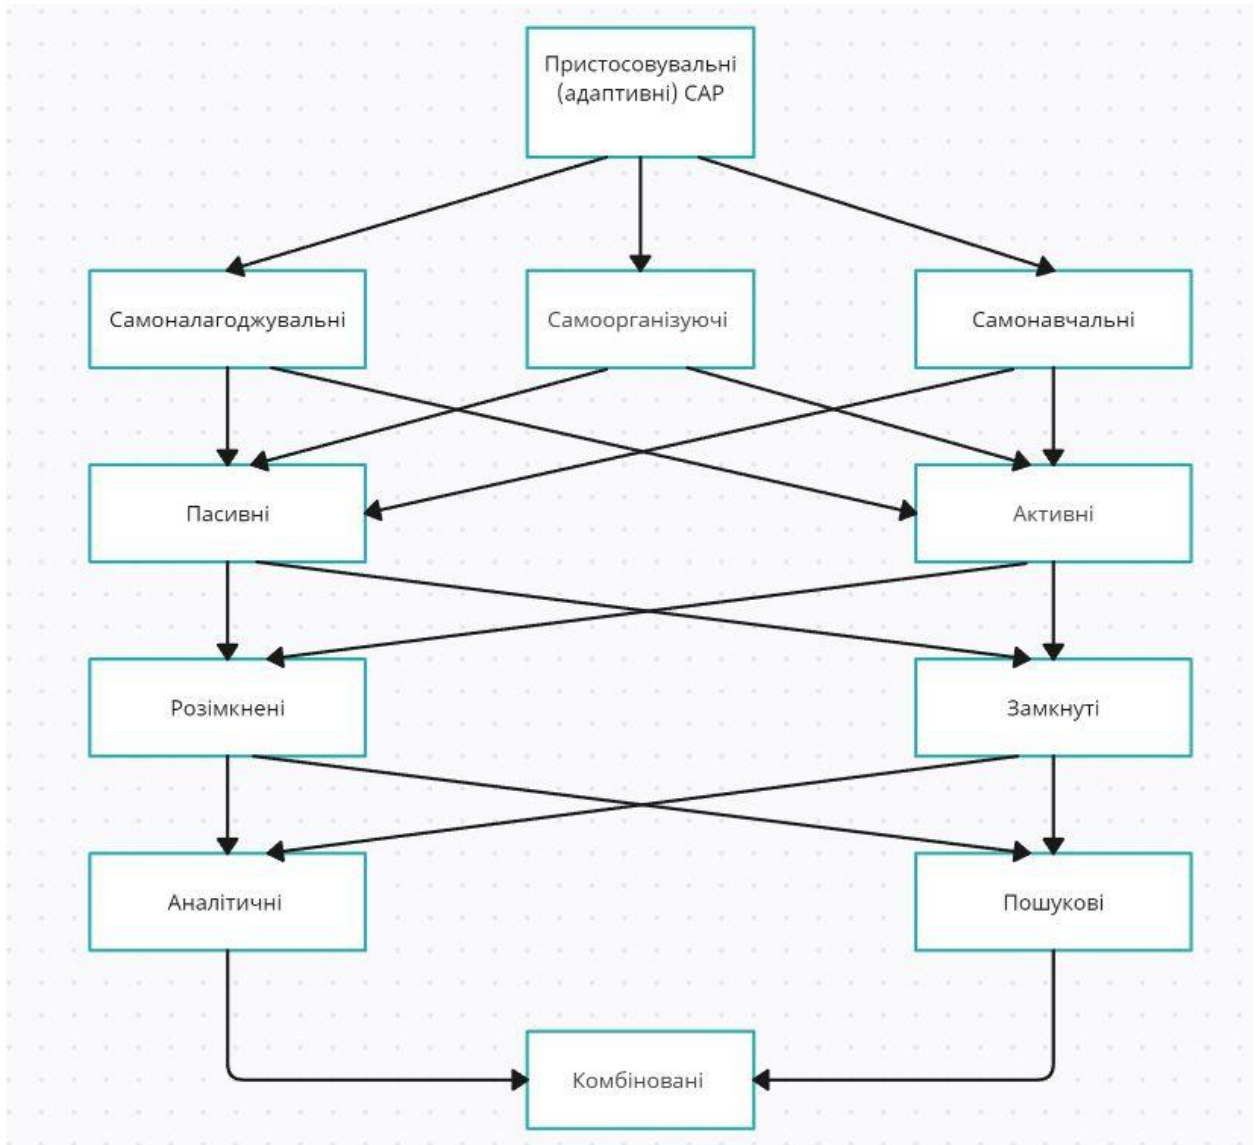 Пристосовувальні
(адаптивні) САР
Самоналагоджувальні
Самоорганізуючі
Самонавчальні
Пасивні
Активні
Розімкнені
Замкнуті
Аналітичні
Пошукові
Комбіновані